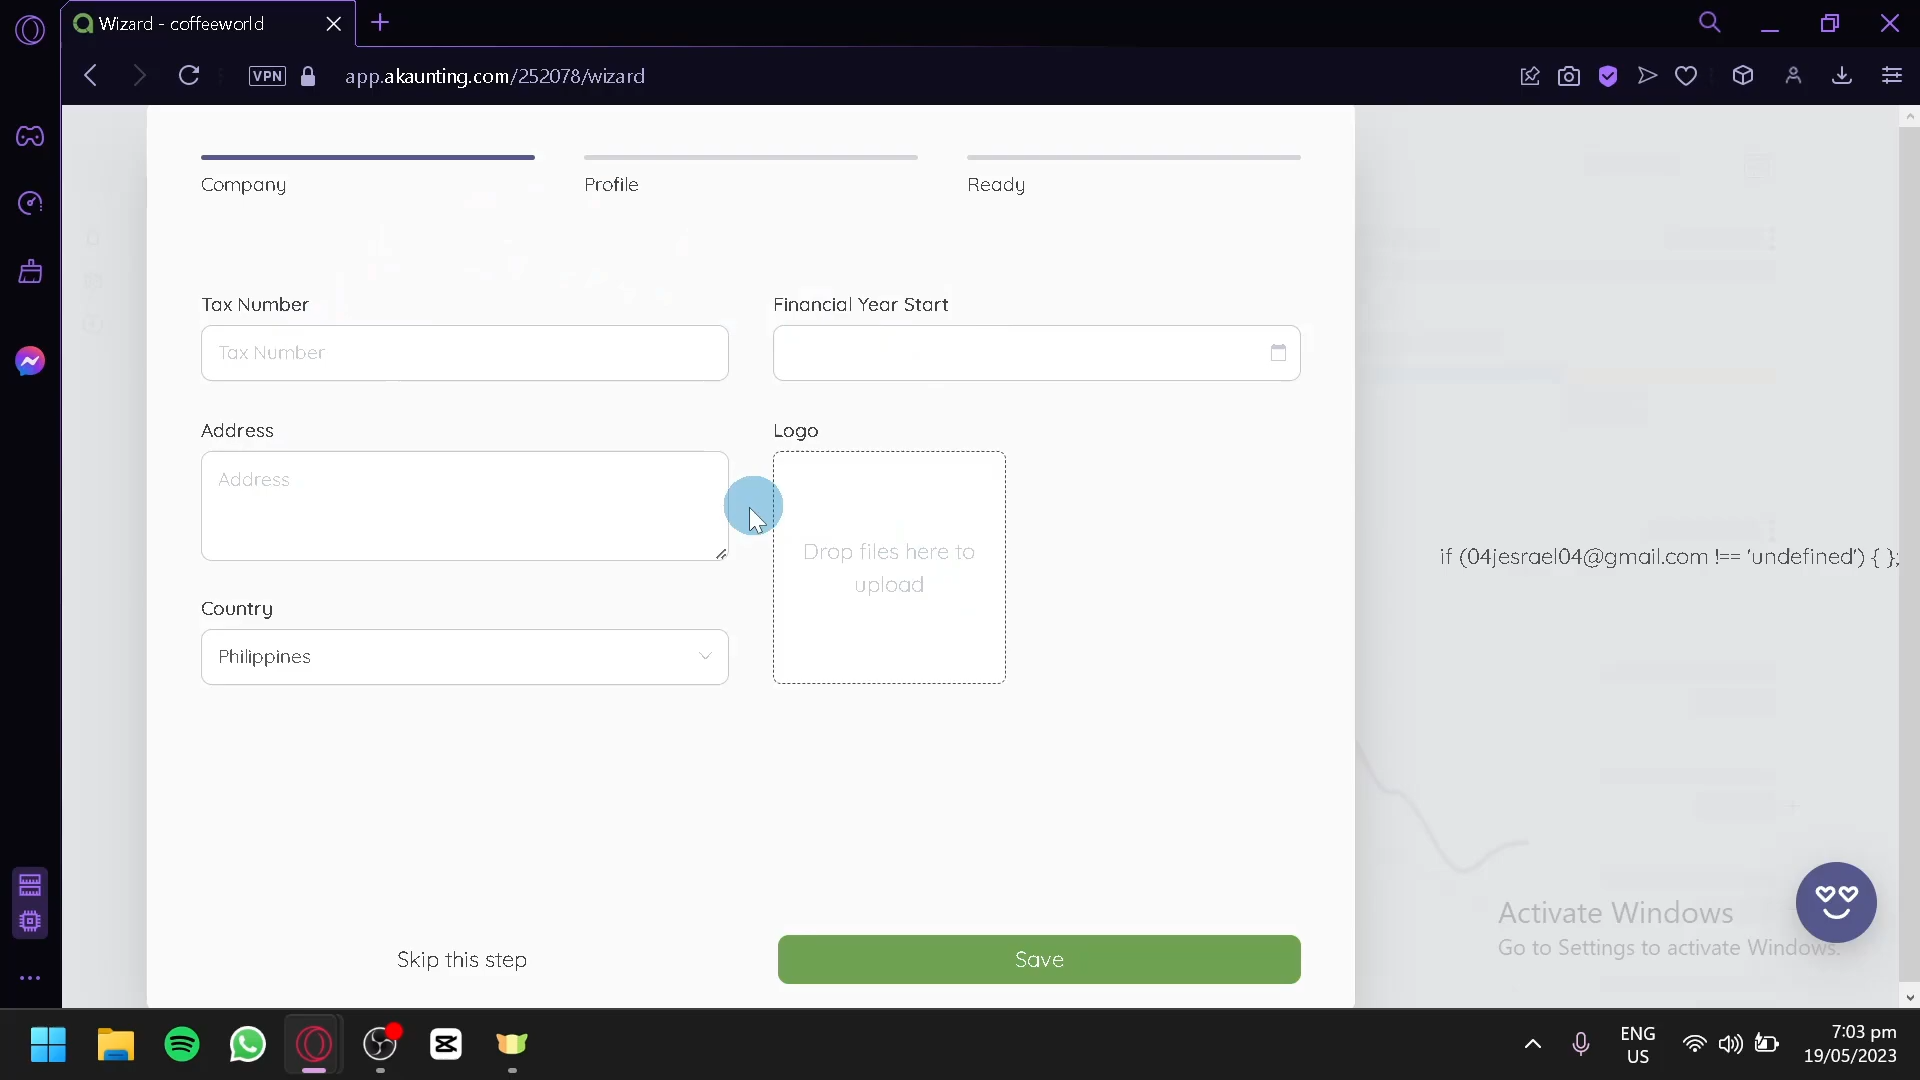 Wizard - coffeeworld
VPN
app.akaunting.com/252078/wizard
Company
Profile
Ready
Tax Number
Financial Year Start
Tax Number
Address
Logo
Address
Drop files here to
upload
if (04jesrael04@gmail.com !== 'undefined') { };
Country
Philippines
Activate Windows
Go to Settings to activate Windows.
Skip this step
Save
ENG
US
7:03 pm
19/05/2023